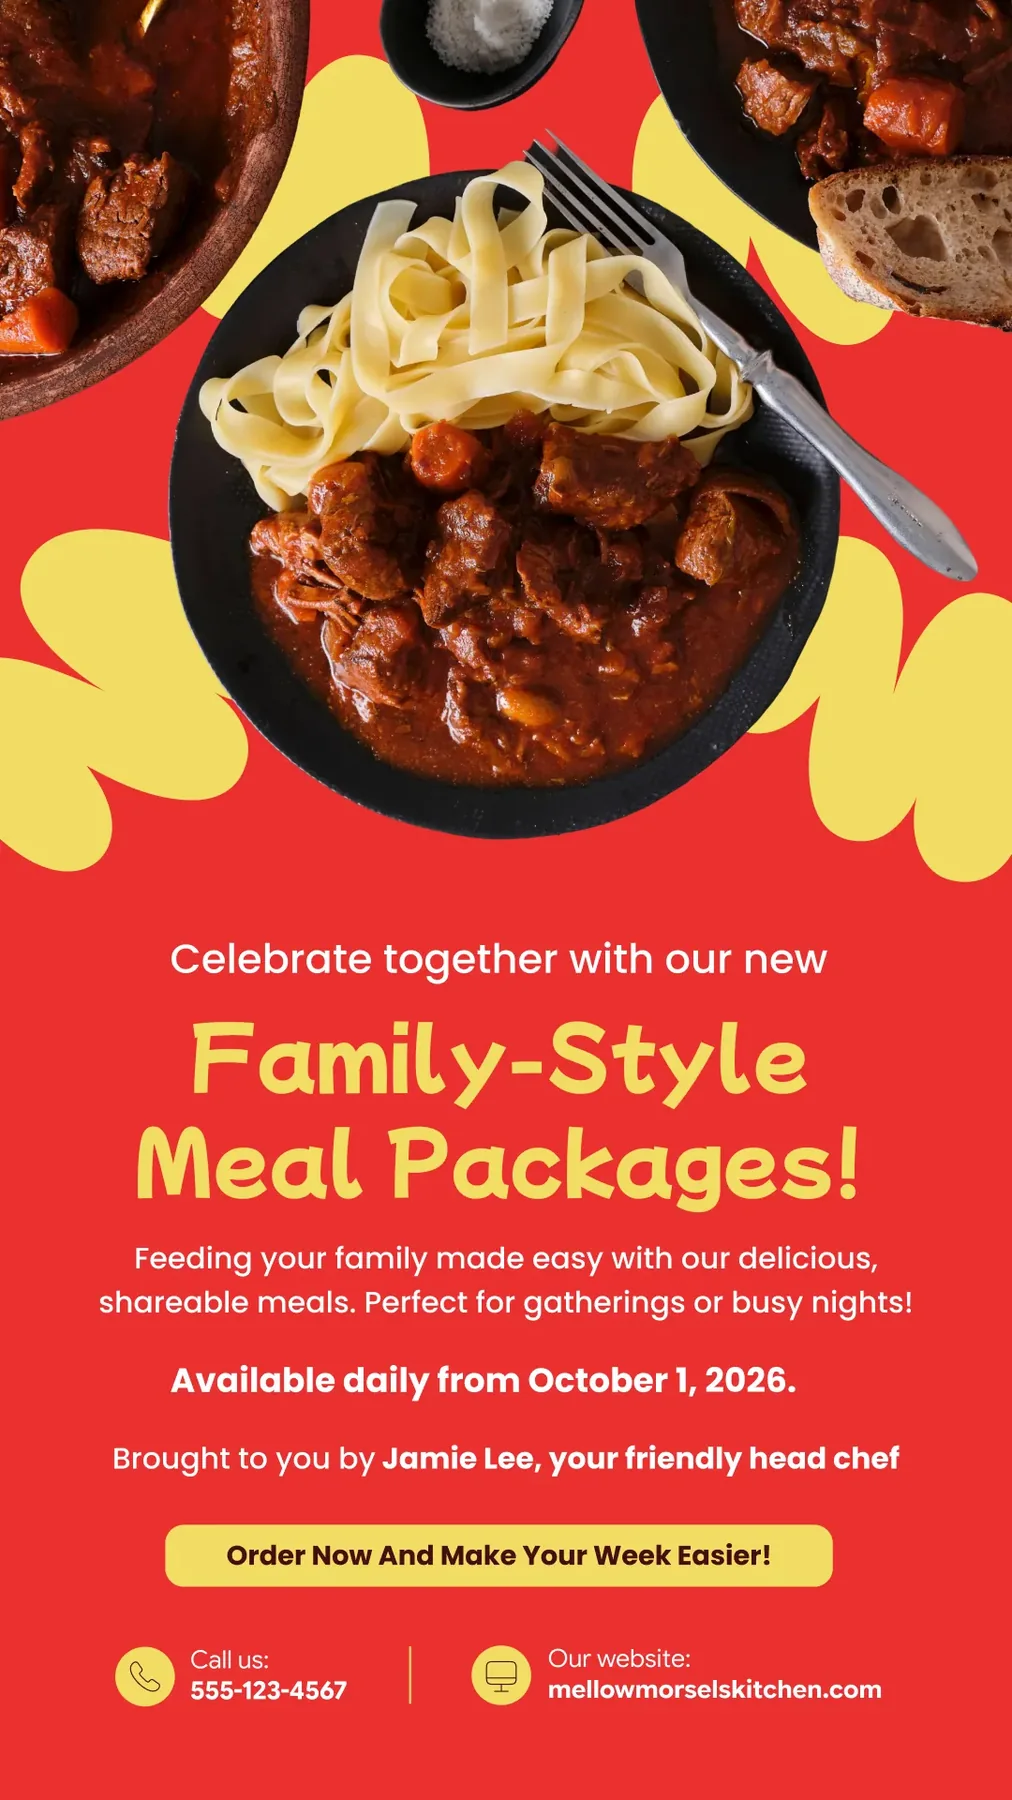 Celebrate together with our new
Family-Style
Meal Packages!
Feeding your family made easy with our delicious,
shareable meals. Perfect for gatherings or busy nights!
Available daily from October 1, 2026.
Brought to you by Jamie Lee, your friendly head chef
Order Now And Make Your Week Easier!
Call us:
555-123-4567
Our website:
mellowmorselskitchen.com